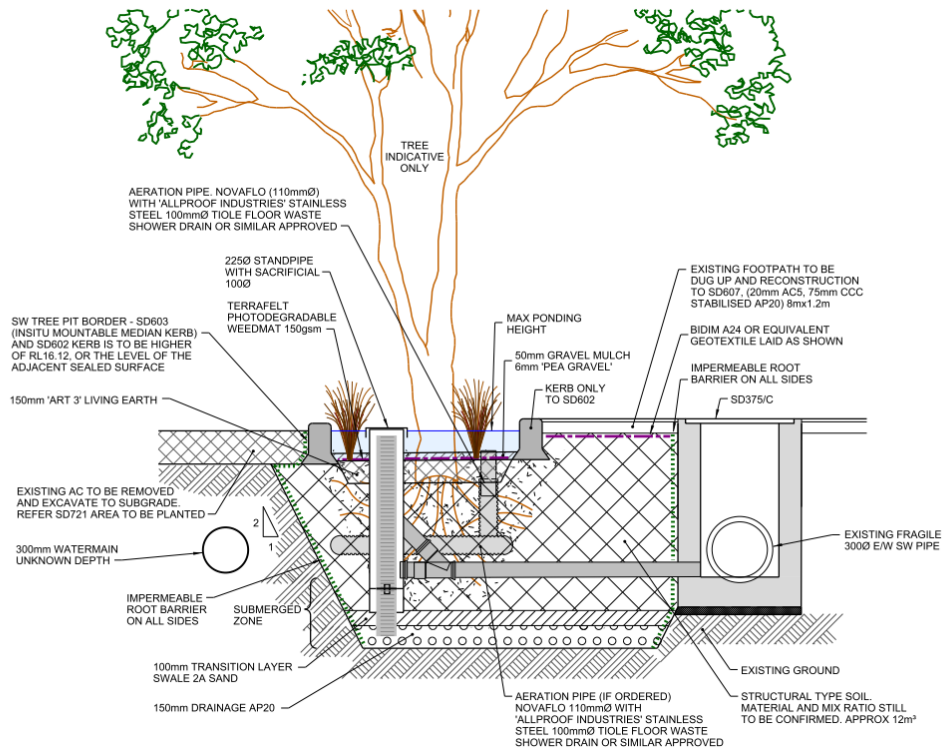 TREE
INDICATIVE
ONLY
AERATION PIPE. NOVAFLO (110mmØ)
WITH 'ALLPROOF INDUSTRIES' STAINLESS
STEEL 100mmØ TIOLE FLOOR WASTE
SHOWER DRAIN OR SIMILAR APPROVED
225Ø STANDPIPE
WITH SACRIFICIAL
100Ø
TERRAFELT
PHOTODEGRADABLE
WEEDMAT 150gsm
SW TREE PIT BORDER - SD603
(INSITU MOUNTABLE MEDIAN KERB)
AND SD602 KERB IS TO BE HIGHER
OF RL16.12, OR THE LEVEL OF THE
ADJACENT SEALED SURFACE
150mm 'ART 3' LIVING EARTH
EXISTING AC TO BE REMOVED
AND EXCAVATE TO SUBGRADE.
REFER SD721 AREA TO BE PLANTED
2
1
300mm WATERMAIN
UNKNOWN DEPTH
IMPERMEABLE
ROOT BARRIER
ON ALL SIDES
SUBMERGED
ZONE
100mm TRANSITION LAYER
SWALE 2A SAND
150mm DRAINAGE AP20
MAX PONDING
HEIGHT
50mm GRAVEL MULCH
6mm 'PEA GRAVEL'
KERB ONLY
TO SD602
EXISTING FOOTPATH TO BE
DUG UP AND RECONSTRUCTION
TO SD607, (20mm AC5, 75mm CCC
STABILISED AP20) 8mx1.2m
BIDIM A24 OR EQUIVALENT
GEOTEXTILE LAID AS SHOWN
IMPERMEABLE ROOT
BARRIER ON ALL SIDES
SD375/C
EXISTING FRAGILE
300Ø E/W SW PIPE
EXISTING GROUND
STRUCTURAL TYPE SOIL.
MATERIAL AND MIX RATIO STILL
TO BE CONFIRMED. APPROX 12m³
AERATION PIPE (IF ORDERED)
NOVAFLO 110mmØ WITH
'ALLPROOF INDUSTRIES' STAINLESS
STEEL 100mmØ TIOLE FLOOR WASTE
SHOWER DRAIN OR SIMILAR APPROVED